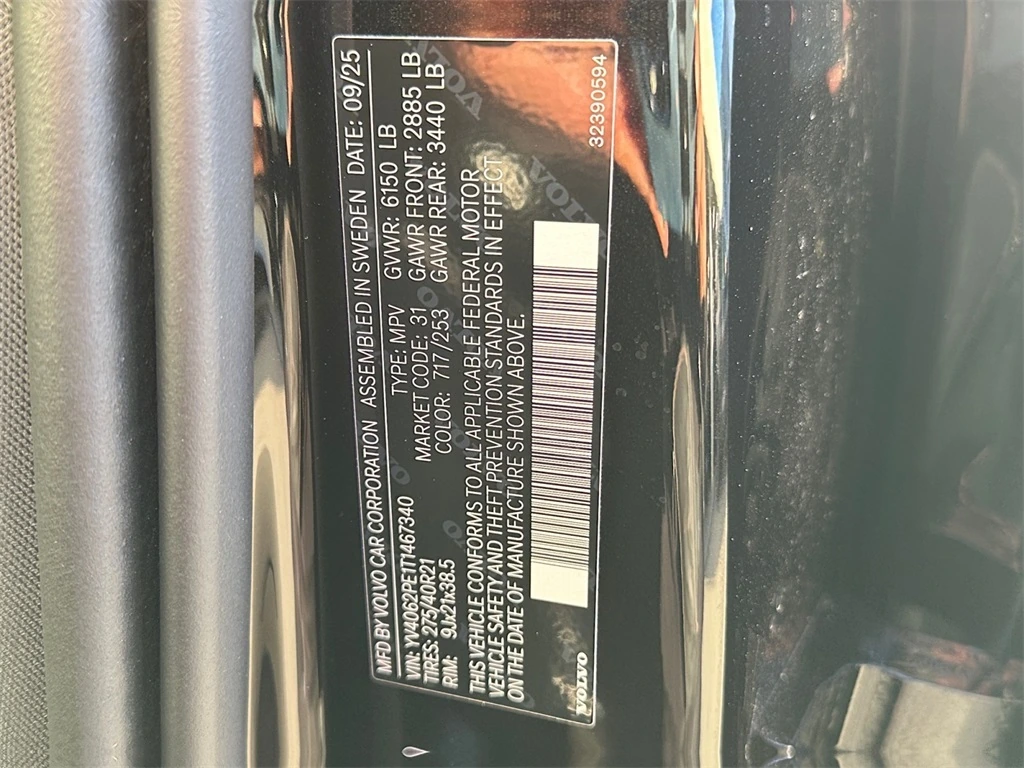 MFD BY VOLVO CAR CORPORATION ASSEMBLED IN SWEDEN DATE: 09/25
VIN: YV4062PE1T1467340 TYPE: MPV GVWR: 6150 LB
TIRES: 275/40R21 MARKET CODE: 31 GAWR FRONT: 2885 LB
RIM: 9Jx21x38.5 COLOR: 717/253 GAWR REAR: 3440 LB
THIS VEHICLE CONFORMS TO ALL APPLICABLE FEDERAL MOTOR
VEHICLE SAFETY AND THEFT PREVENTION STANDARDS IN EFFECT
ON THE DATE OF MANUFACTURE SHOWN ABOVE.
VOLVO
32390594